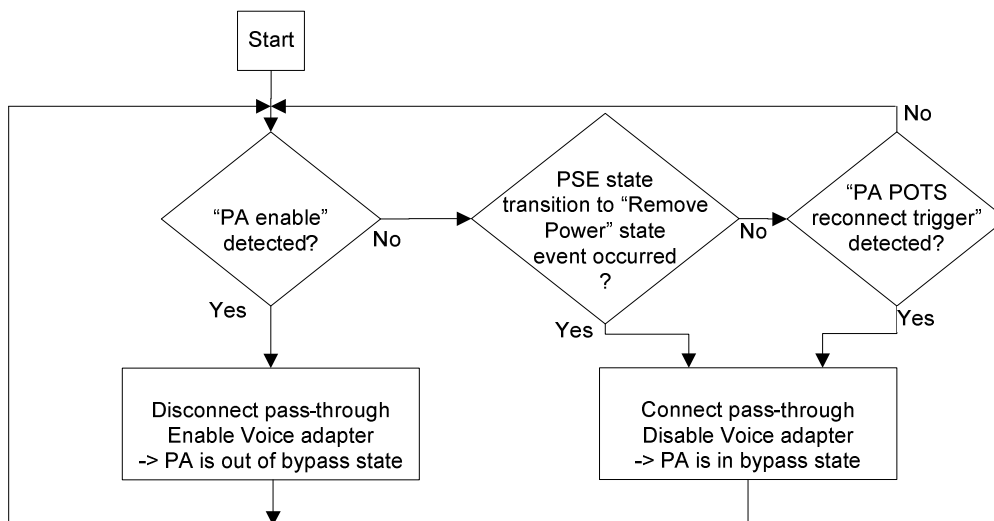 Start
No
“PA enable”
detected?
No
PSE state
transition to “Remove
Power” state
event occurred
?
No
“PA POTS
reconnect trigger”
detected?
Yes
Yes
Yes
Disconnect pass-through
Enable Voice adapter
-> PA is out of bypass state
Connect pass-through
Disable Voice adapter
-> PA is in bypass state